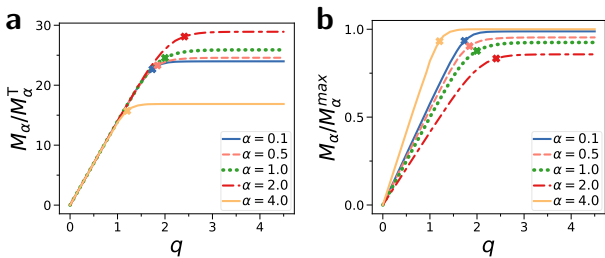 a
M_α/M_α^T
30
20
10
0
0
1
2
3
4
q
α = 0.1
α = 0.5
α = 1.0
α = 2.0
α = 4.0
b
M_α/M_α^max
1.0
0.5
0.0
0
1
2
3
4
q
α = 0.1
α = 0.5
α = 1.0
α = 2.0
α = 4.0